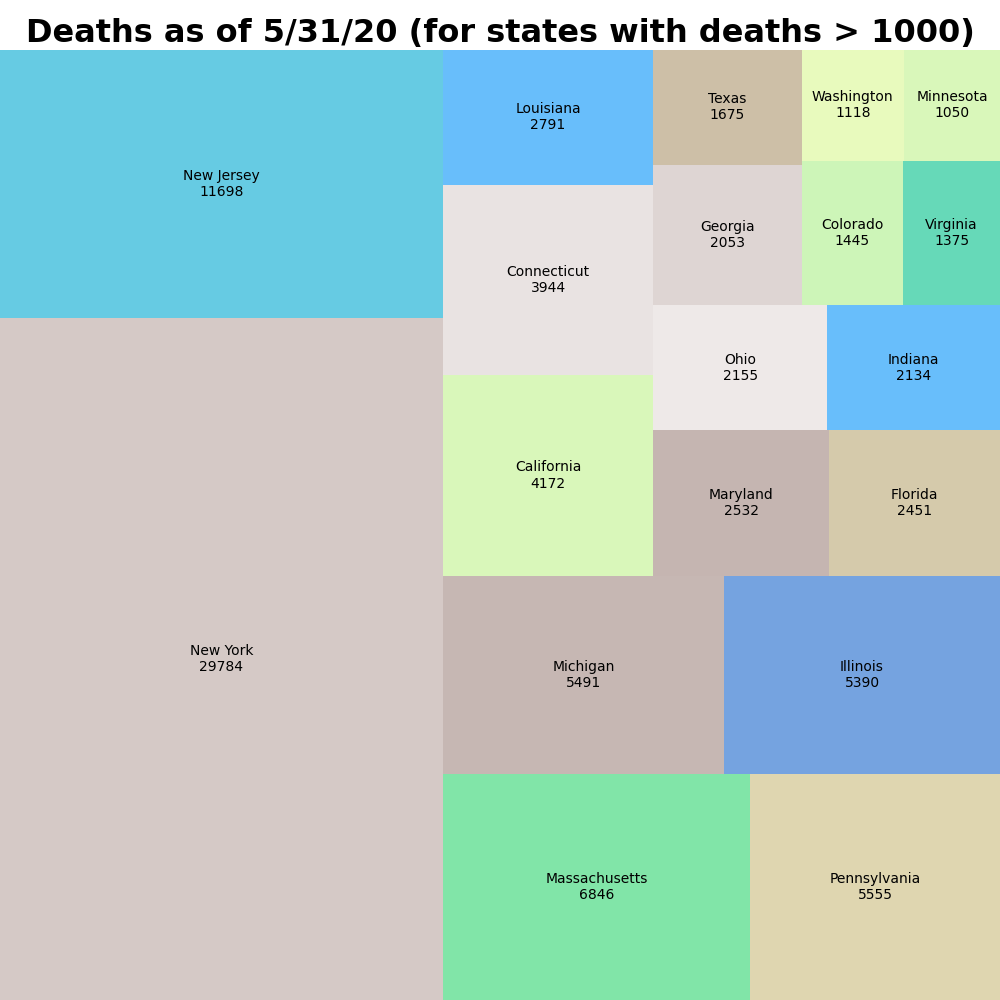 Deaths as of 5/31/20 (for states with deaths > 1000)
New Jersey
11698
New York
29784
Louisiana
2791
Connecticut
3944
California
4172
Texas
1675
Georgia
2053
Washington
1118
Minnesota
1050
Colorado
1445
Virginia
1375
Ohio
2155
Indiana
2134
Maryland
2532
Florida
2451
Michigan
5491
Illinois
5390
Massachusetts
6846
Pennsylvania
5555